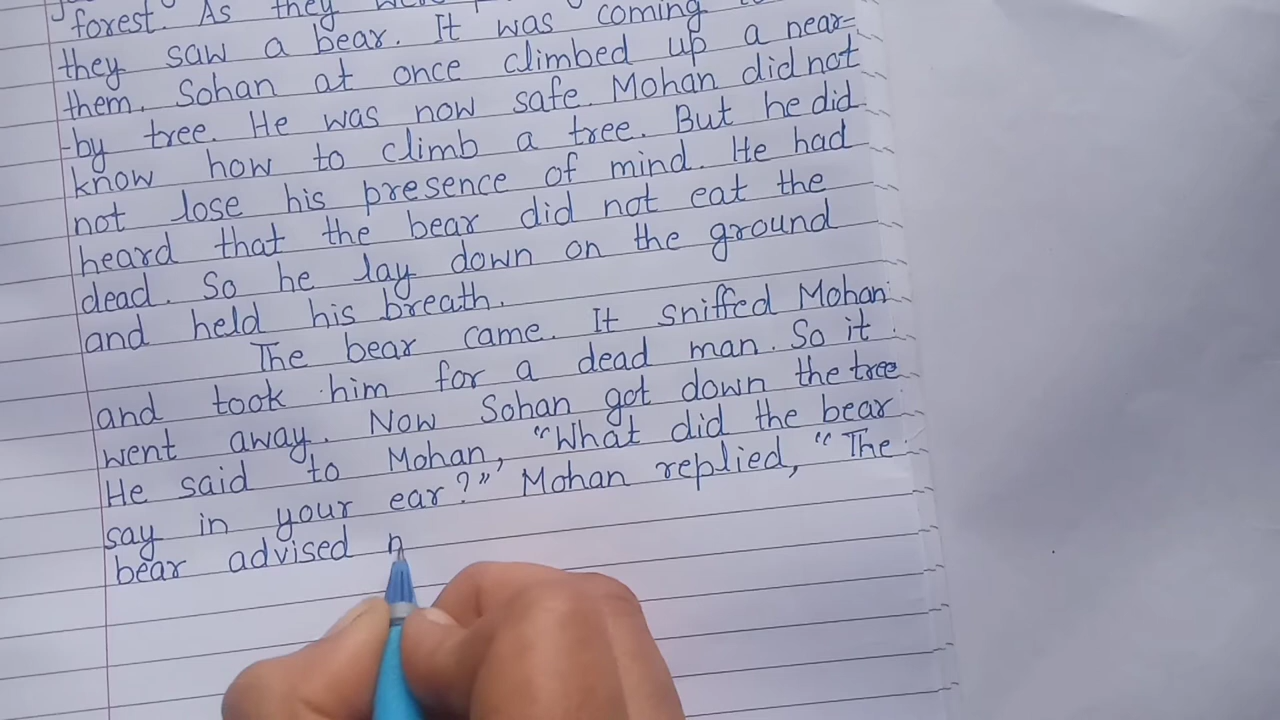 forest. As they were
they saw a bear. It was coming
them. Sohan at once climbed up a near=
-by tree. He was now safe. Mohan did not
know how to climb a tree. But he did
not lose his presence of mind. He had
heard that the bear did not eat the
dead. So he lay down on the ground
and held his breath.
The bear came. It sniffed Mohan
and took him for a dead man. So it
went away. Now Sohan got down the tree
He said to Mohan, "What did the bear
say in your ear?" Mohan replied, "The
bear advised